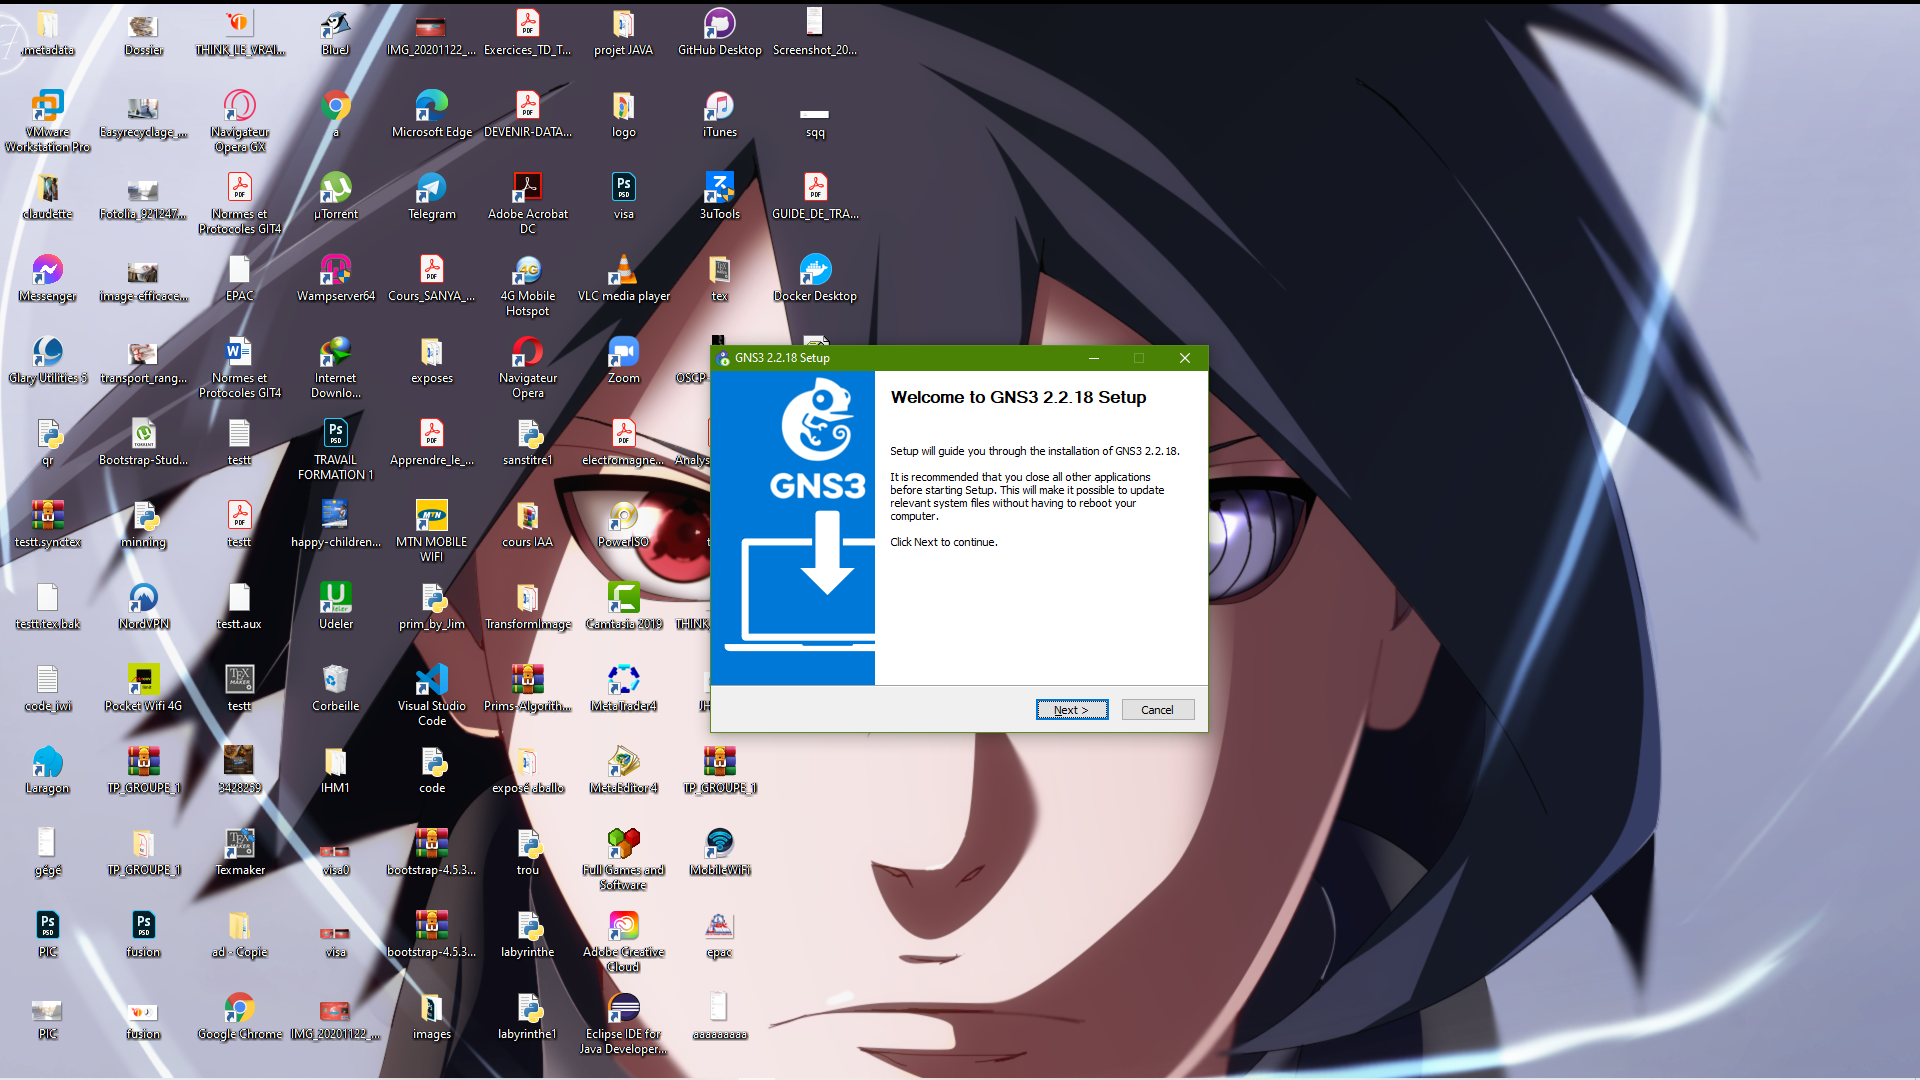 .metadata
Dossier
THINK_LE_VRAI...
BlueJ
IMG_20201122_...
Exercices_TD_T...
projet JAVA
GitHub Desktop
Screenshot_20...
VMware
Workstation Pro
Easyrecyclage_...
Navigateur
Opera GX
a
Microsoft Edge
DEVENIR-DATA...
logo
iTunes
sqq
claudette
Fotolia_921247...
Normes et
Protocoles GIT4
µTorrent
Telegram
Adobe Acrobat
DC
visa
3uTools
GUIDE_DE_TRA...
Messenger
image-efficace...
EPAC
Wampserver64
Cours_SANYA_...
4G Mobile
Hotspot
VLC media player
tex
Docker Desktop
Glary Utilities 5
transport_rang...
Normes et
Protocoles GIT4
Internet
Downlo...
exposes
Navigateur
Opera
Zoom
OSCP-
qr
Bootstrap-Stud...
testt
TRAVAIL
FORMATION 1
Apprendre_le_...
sanstitre1
electromagne...
Analys
testt.synctex
minning
testt
happy-children...
MTN MOBILE
WIFI
cours IAA
PowerISO
t
testt.tex.bak
NordVPN
testt.aux
Udeler
prim_by_Jim
TransformImage
Camtasia 2019
THINK
code_jwi
Pocket Wifi 4G
testt
Corbeille
Visual Studio
Code
Prims-Algorith...
MetaTrader4
JH
Laragon
TP_GROUPE_1
3428259
IHM1
code
exposé aballo
MetaEditor 4
TP_GROUPE_1
gégé
TP_GROUPE_1
Texmaker
visa0
bootstrap-4.5.3...
trou
Full Games and
Software
MobileWiFi
PIC
fusion
ad - Copie
visa
bootstrap-4.5.3...
labyrinthe
Adobe Creative
Cloud
epac
PIC
fusion
Google Chrome
IMG_20201122_...
images
labyrinthe1
Eclipse IDE for
Java Developer...
aaaaaaaaa
GNS3 2.2.18 Setup
GNS3
Welcome to GNS3 2.2.18 Setup
Setup will guide you through the installation of GNS3 2.2.18.
It is recommended that you close all other applications
before starting Setup. This will make it possible to update
relevant system files without having to reboot your
computer.
Click Next to continue.
Next >
Cancel